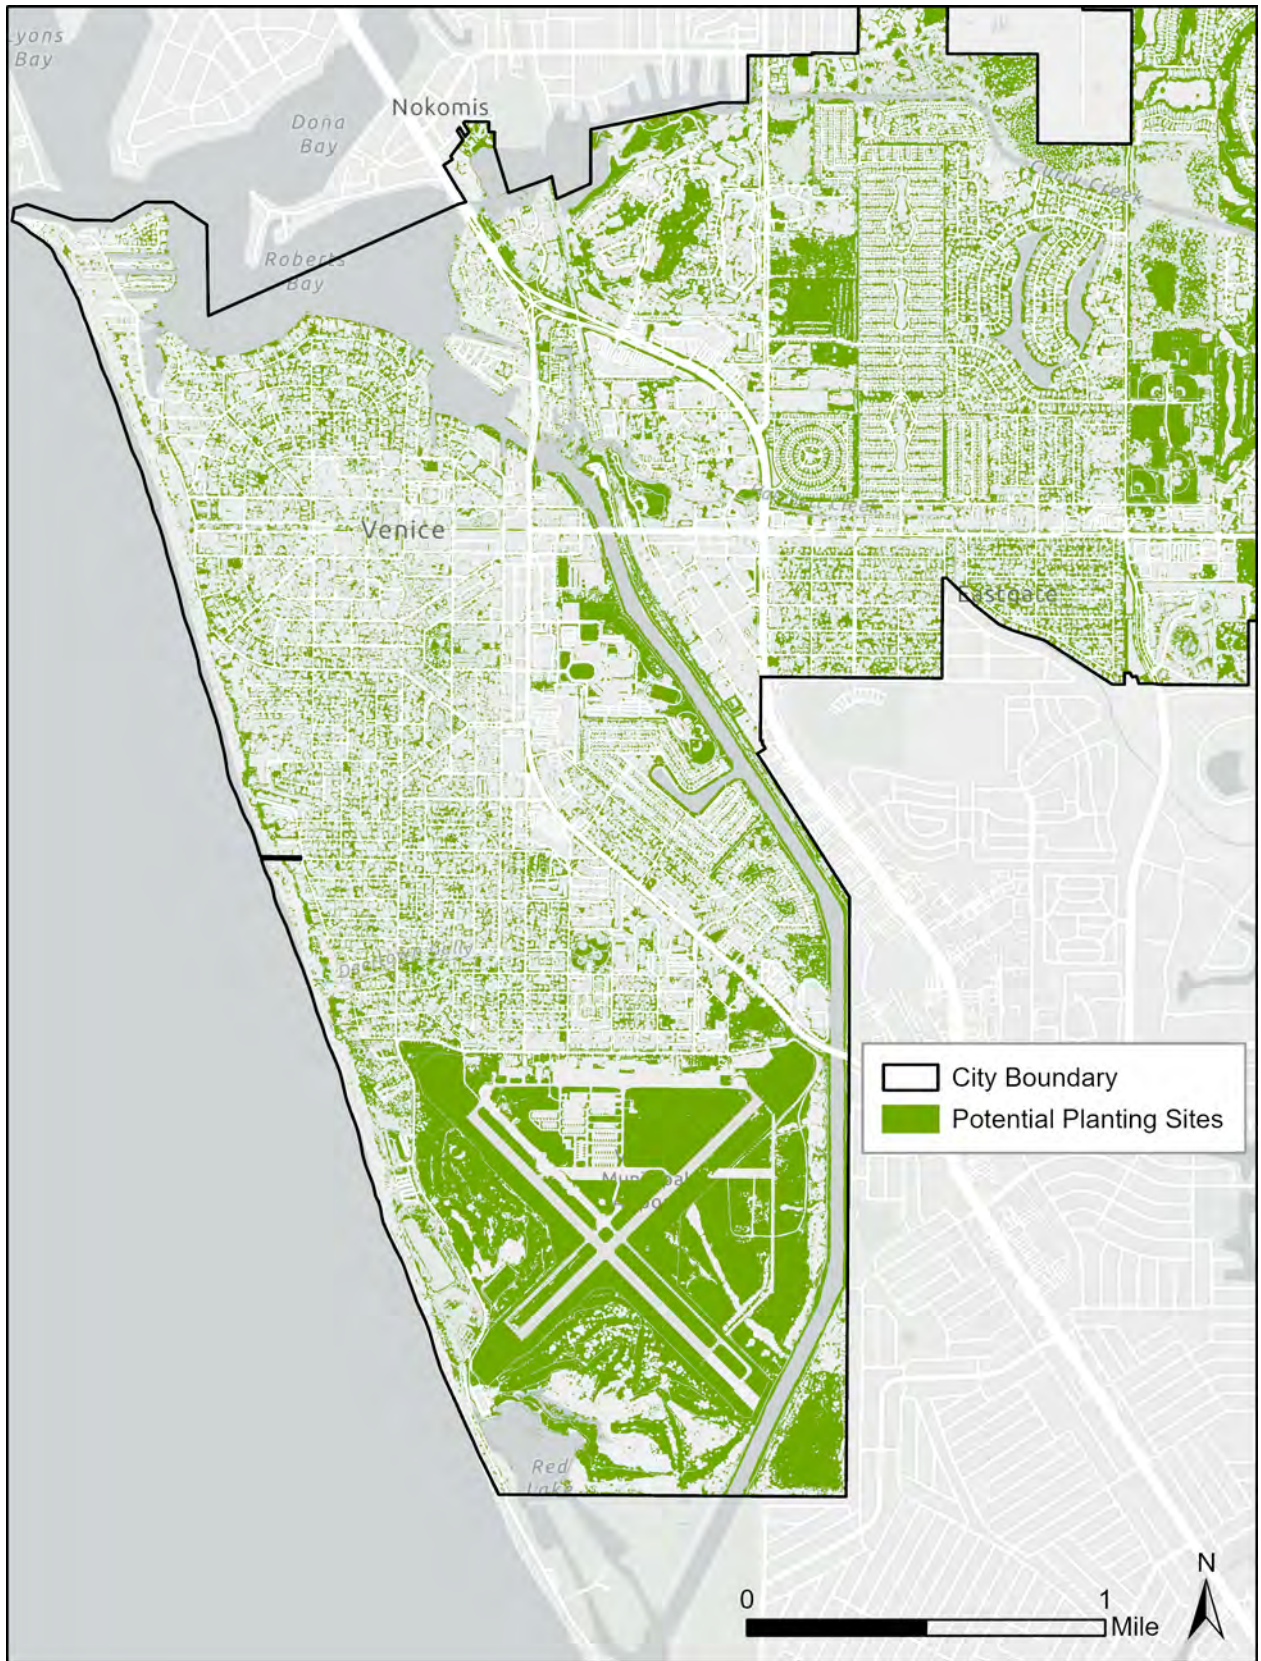 Lyons
Bay
Nokomis
Dona
Bay
Curry Creek
Roberts
Bay
Venice
Eastgate
Municipal
City Boundary
Potential Planting Sites
Red
Lake
N
0 1
Mile